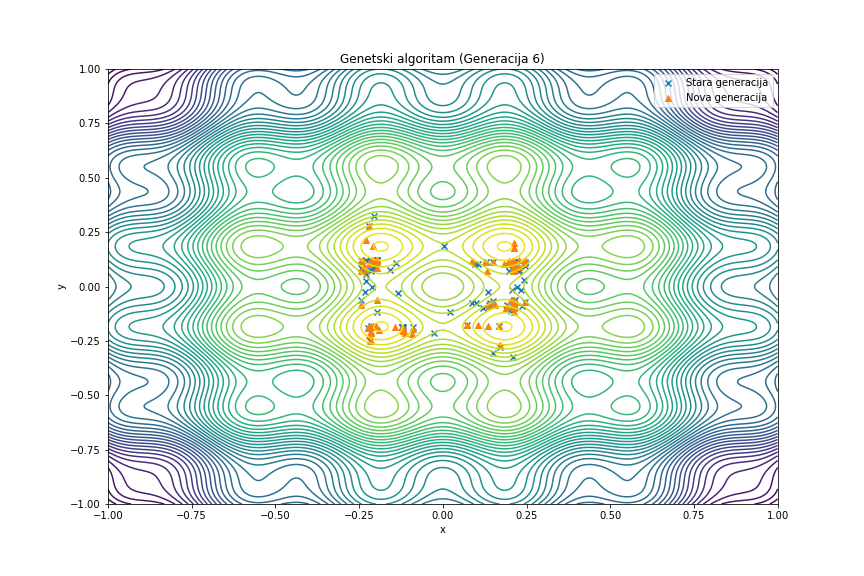 Genetski algoritam (Generacija 6)
Stara generacija
Nova generacija
1.00
0.75
0.50
0.25
0.00
−0.25
−0.50
−0.75
−1.00
y
−1.00 −0.75 −0.50 −0.25 0.00 0.25 0.50 0.75 1.00
x